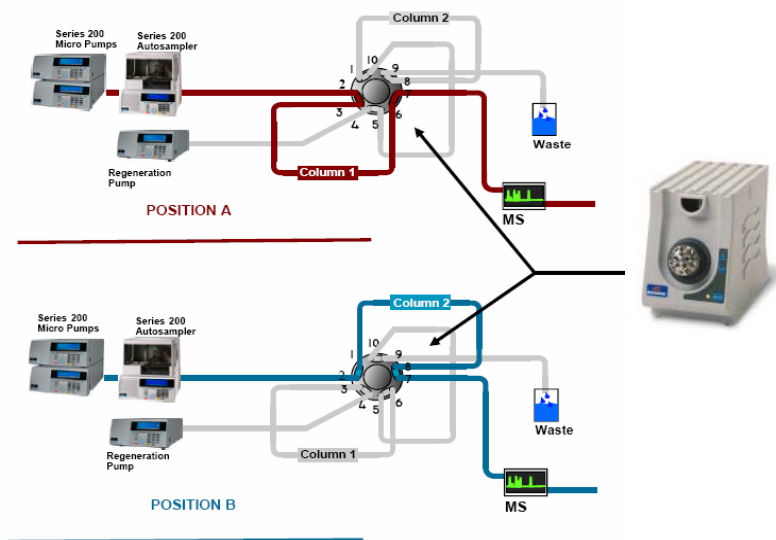 Column 2
Series 200
Micro Pumps
Series 200
Autosampler
10
1
9
2
8
7
3
4
5
6
Waste
Regeneration
Pump
Column 1
MS
POSITION A
Column 2
Series 200
Micro Pumps
Series 200
Autosampler
10
1
9
2
8
7
3
4
5
6
Waste
Regeneration
Pump
Column 1
MS
POSITION B